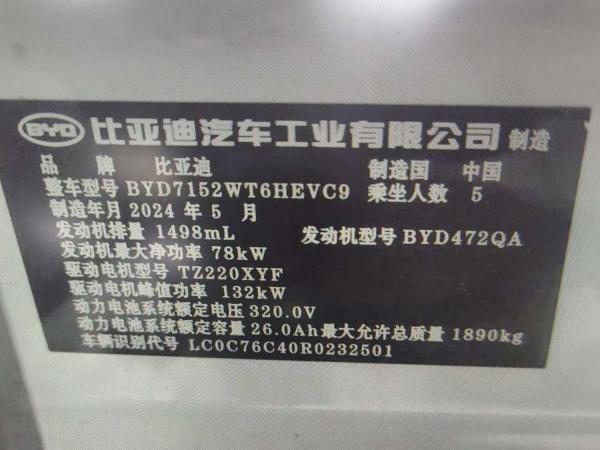 BYD 比亚迪汽车工业有限公司 制造
品牌 比亚迪 制造国 中国
整车型号 BYD7152WT6HEVC9 乘坐人数 5
制造年月 2024 年 5 月
发动机排量 1498mL 发动机型号 BYD472QA
发动机最大净功率 78kW
驱动电机型号 TZ220XYF
驱动电机峰值功率 132kW
动力电池系统额定电压 320.0V
动力电池系统额定容量 26.0Ah 最大允许总质量 1890kg
车辆识别代号 LC0C76C40R0232501